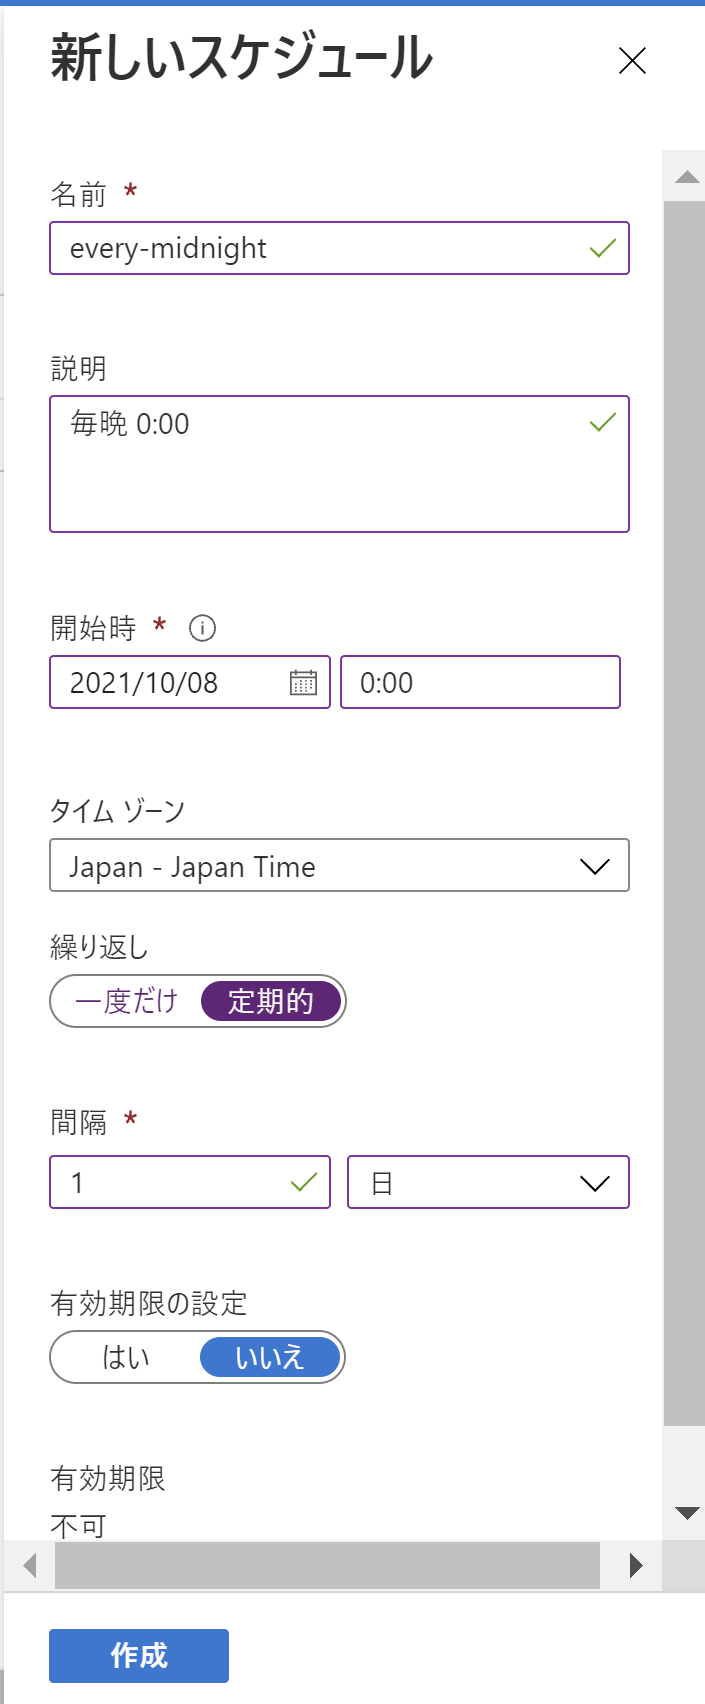 新しいスケジュール
名前 *
every-midnight
説明
毎晩 0:00
開始時 *
2021/10/08 0:00
タイム ゾーン
Japan - Japan Time
繰り返し
一度だけ 定期的
間隔 *
1 日
有効期限の設定
はい いいえ
有効期限
不可
作成